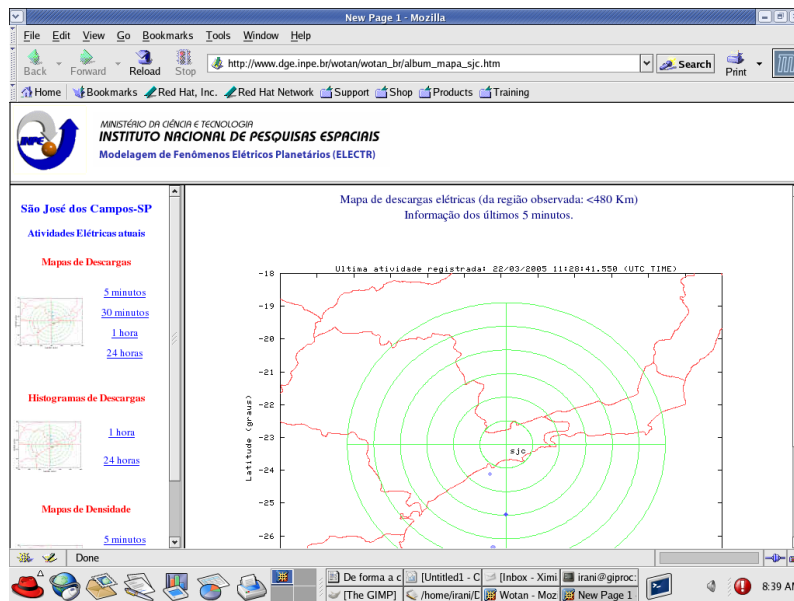 New Page 1 - Mozilla
File Edit View Go Bookmarks Tools Window Help
Back Forward Reload Stop http://www.dge.inpe.br/wotan/wotan_br/album_mapa_sjc.htm Search Print
Home Bookmarks Red Hat, Inc. Red Hat Network Support Shop Products Training
INPE
MINISTÉRIO DA CIÊNCIA E TECNOLOGIA
INSTITUTO NACIONAL DE PESQUISAS ESPACIAIS
Modelagem de Fenômenos Elétricos Planetários (ELECTR)
São José dos Campos-SP
Atividades Elétricas atuais
Mapas de Descargas
5 minutos
30 minutos
1 hora
24 horas
Histogramas de Descargas
1 hora
24 horas
Mapas de Densidade
5 minutos
Mapa de descargas elétricas (da região observada: <480 Km)
Informação dos últimos 5 minutos.
Ultima atividade registrada: 22/03/2005 11:28:41.550 (UTC TIME)
-18
-19
-20
-21
-22
-23
-24
-25
-26
Latitude (graus)
sjc
Done
De forma a c [Untitled1 - C [Inbox - Ximi irani@giproc:
[The GIMP] /home/irani/D Wotan - Moz New Page 1
8:39 AM